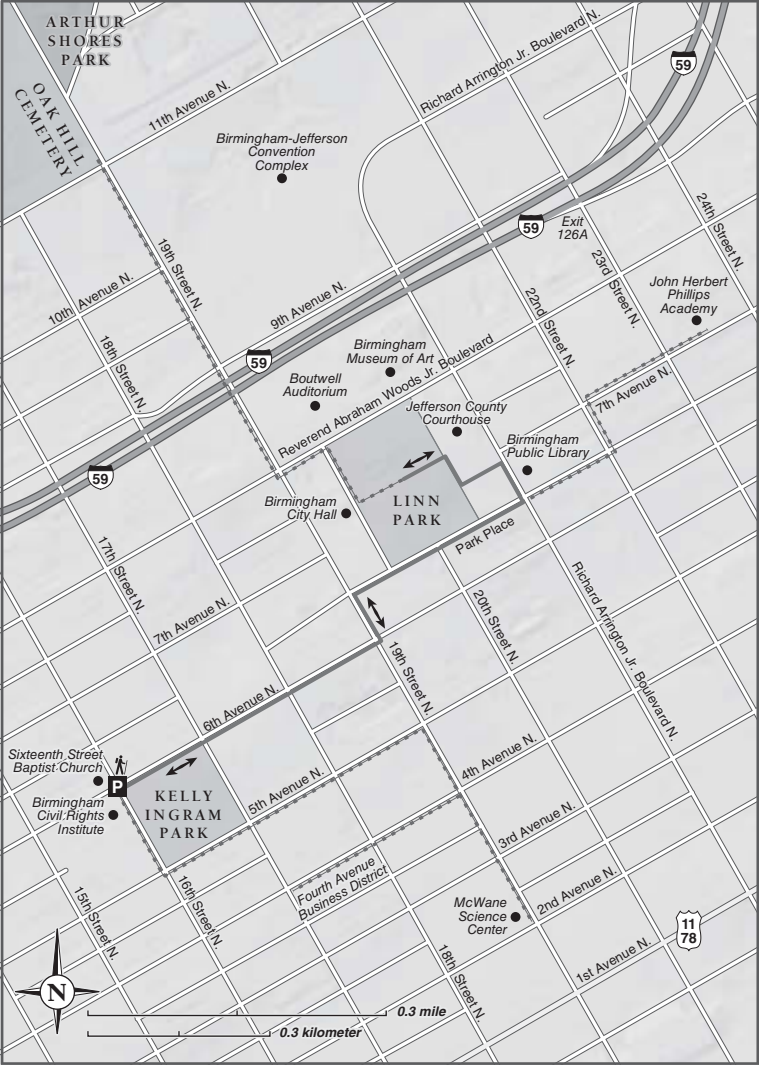 ARTHUR
SHORES
PARK
OAK HILL
CEMETERY
11th Avenue N.
Richard Arrington Jr. Boulevard N.
59
Birmingham-Jefferson
Convention
Complex
59
Exit
126A
24th Street N.
23rd Street N.
19th Street N.
10th Avenue N.
9th Avenue N.
22nd Street N.
John Herbert
Phillips
Academy
18th Street N.
59
Birmingham
Museum of Art
Boutwell
Auditorium
Reverend Abraham Woods Jr. Boulevard
7th Avenue N.
Jefferson County
Courthouse
Birmingham
Public Library
59
Birmingham
City Hall
LINN
PARK
Park Place
17th Street N.
7th Avenue N.
20th Street N.
Richard Arrington Jr. Boulevard N.
19th Street N.
6th Avenue N.
Sixteenth Street
Baptist Church
P
Birmingham
Civil Rights
Institute
KELLY
INGRAM
PARK
5th Avenue N.
4th Avenue N.
3rd Avenue N.
Fourth Avenue
Business District
15th Street N.
16th Street N.
McWane
Science
Center
2nd Avenue N.
11
78
18th Street N.
1st Avenue N.
N
0.3 mile
0.3 kilometer